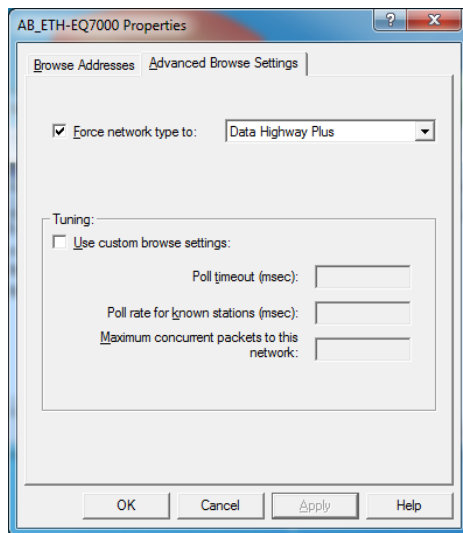 AB_ETH-EQ7000 Properties
Browse Addresses Advanced Browse Settings
Force network type to: Data Highway Plus
Tuning:
Use custom browse settings:
Poll timeout (msec):
Poll rate for known stations (msec):
Maximum concurrent packets to this
network:
OK Cancel Apply Help